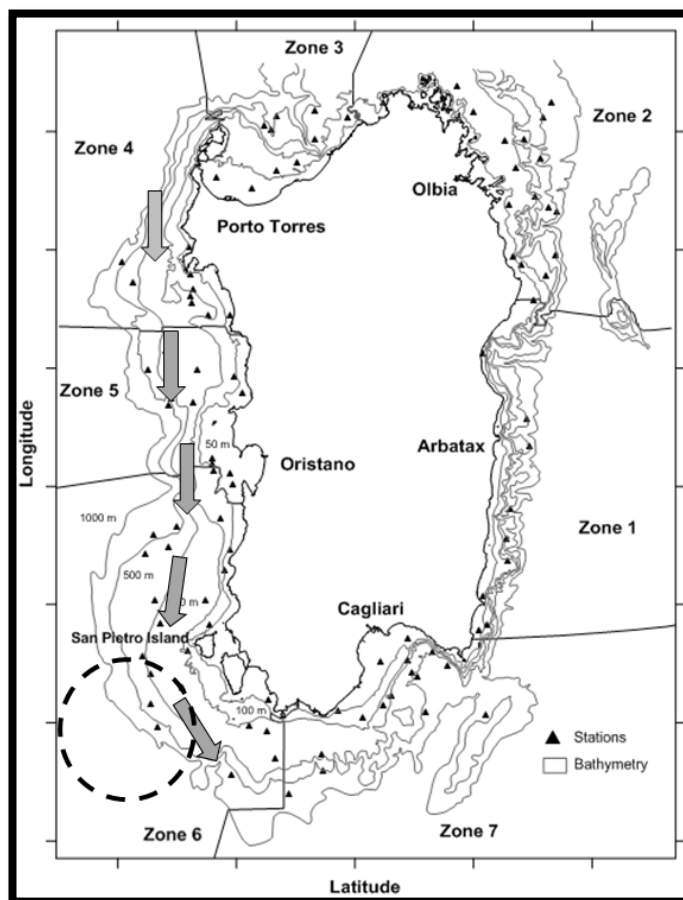 Zone 3
Zone 4
Zone 2
Olbia
Porto Torres
Zone 5
Longitude
Arbatax
50 m
Oristano
1000 m
Zone 1
500 m
Cagliari
San Pietro Island
100 m
Stations
Bathymetry
Zone 6
Zone 7
Latitude